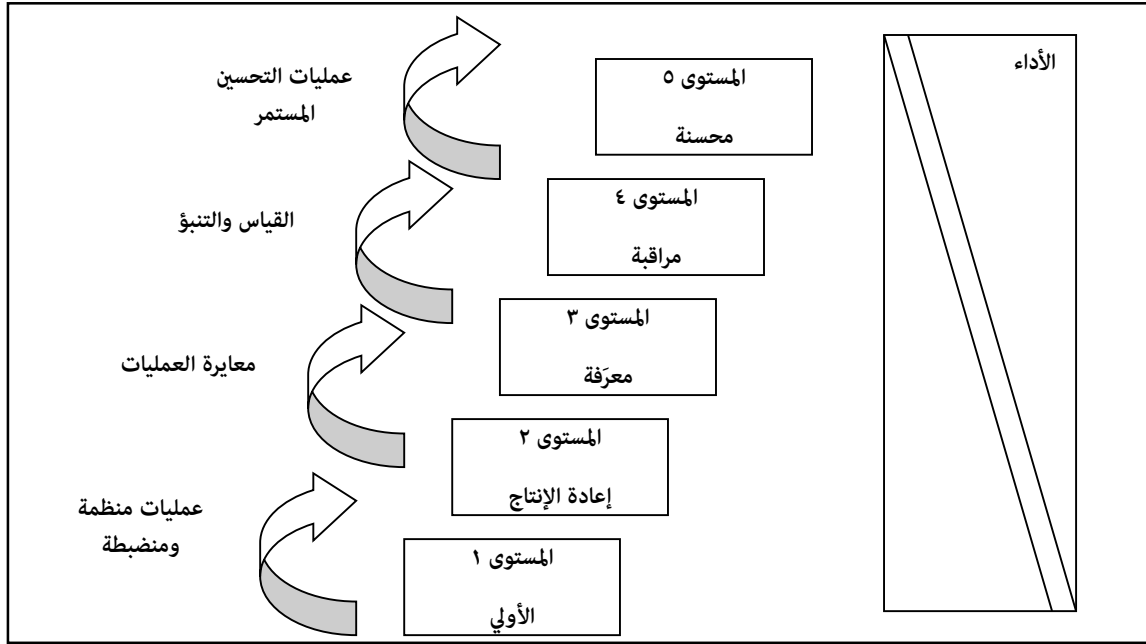 الأداء
المستوى ٥
محسنة
عمليات التحسين
المستمر
المستوى ٤
مراقبة
القياس والتنبؤ
المستوى ٣
معرَفة
معايرة العمليات
المستوى ٢
إعادة الإنتاج
عمليات منظمة
ومنضبطة
المستوى ١
الأولي